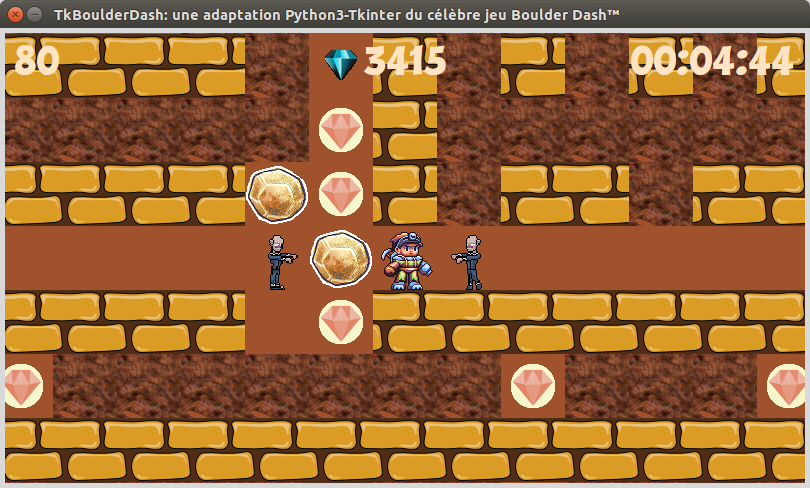 TkBoulderDash: une adaptation Python3-Tkinter du célèbre jeu Boulder Dash™
80 3415 00:04:44